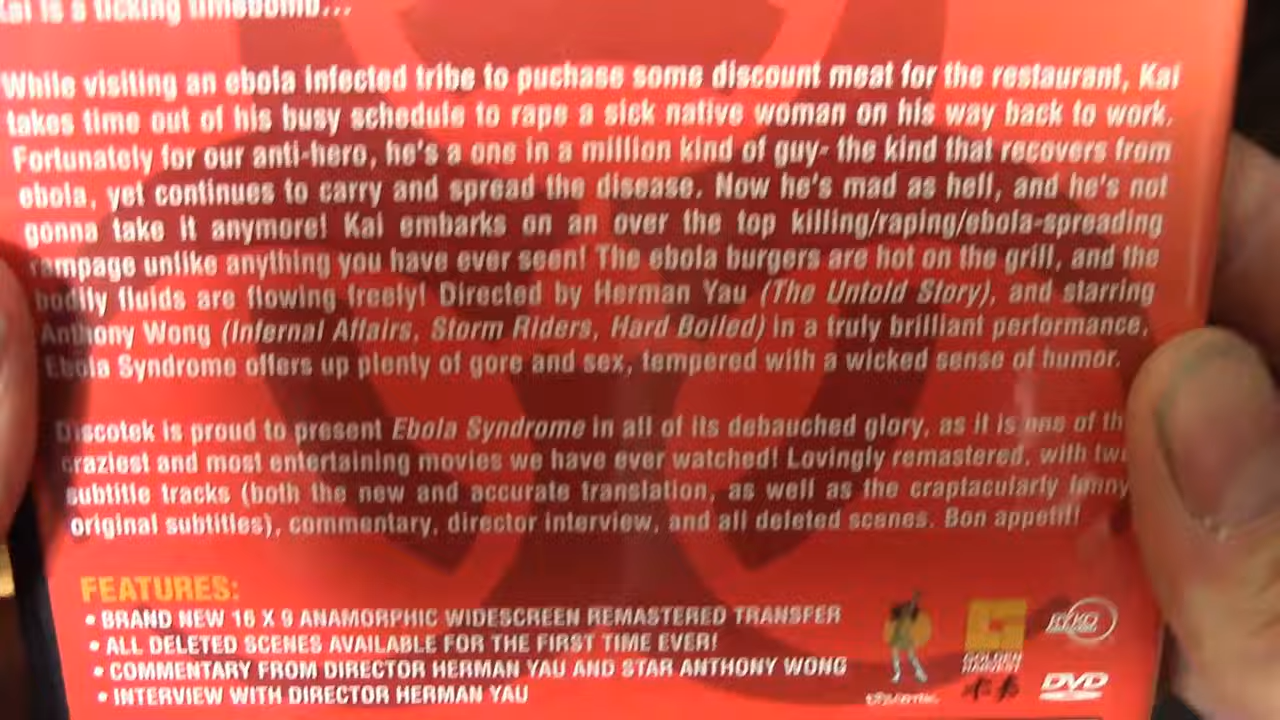 Kai is a ticking timebomb...
While visiting an ebola infected tribe to puchase some discount meat for the restaurant, Kai
takes time out of his busy schedule to rape a sick native woman on his way back to work.
Fortunately for our anti-hero, he's a one in a million kind of guy- the kind that recovers from
ebola, yet continues to carry and spread the disease. Now he's mad as hell, and he's not
gonna take it anymore! Kai embarks on an over the top killing/raping/ebola-spreading
rampage unlike anything you have ever seen! The ebola burgers are hot on the grill, and the
bodily fluids are flowing freely! Directed by Herman Yau (The Untold Story), and starring
Anthony Wong (Infernal Affairs, Storm Riders, Hard Boiled) in a truly brilliant performance,
Ebola Syndrome offers up plenty of gore and sex, tempered with a wicked sense of humor.
Discotek is proud to present Ebola Syndrome in all of its debauched glory, as it is one of th
craziest and most entertaining movies we have ever watched! Lovingly remastered, with tw
subtitle tracks (both the new and accurate translation, as well as the craptacularly funny
original subtitles), commentary, director interview, and all deleted scenes. Bon appetit!
FEATURES:
• BRAND NEW 16 X 9 ANAMORPHIC WIDESCREEN REMASTERED TRANSFER
• ALL DELETED SCENES AVAILABLE FOR THE FIRST TIME EVER!
• COMMENTARY FROM DIRECTOR HERMAN YAU AND STAR ANTHONY WONG
• INTERVIEW WITH DIRECTOR HERMAN YAU
GOLDEN HARVEST
RYKO
DISCOTEK
DVD